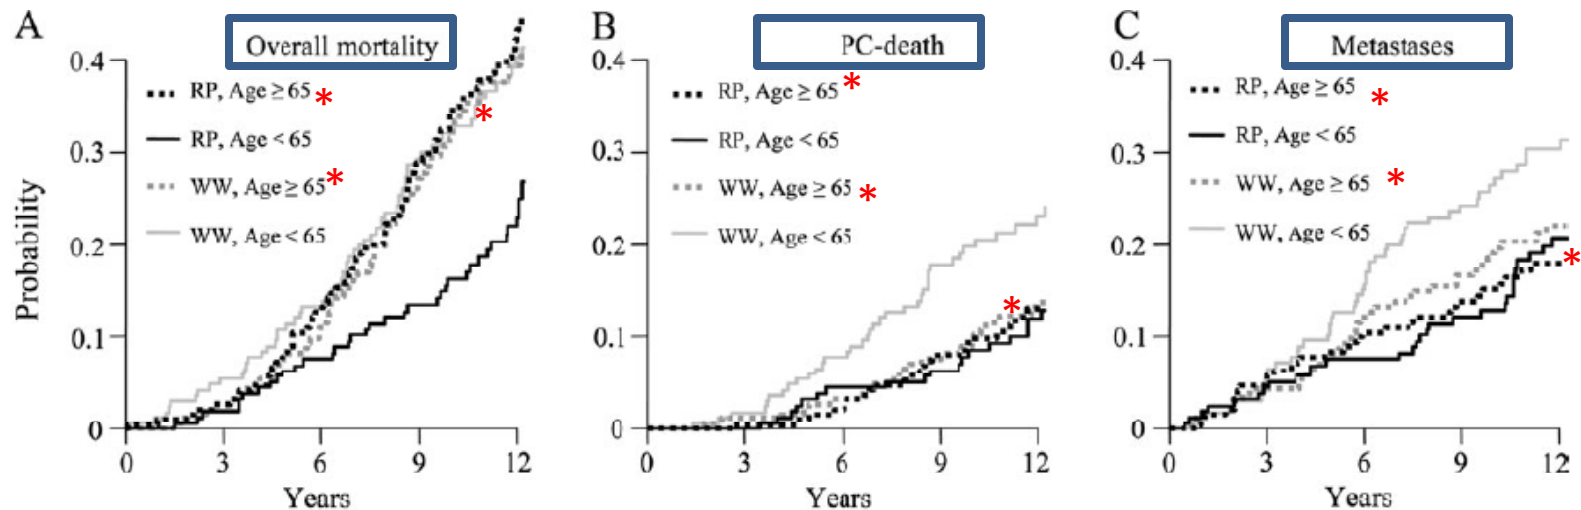 A
Overall mortality
0.4
0.3
0.2
0.1
0
Probability
RP, Age ≥ 65 *
RP, Age < 65
WW, Age ≥ 65 *
WW, Age < 65
*
0 3 6 9 12
Years
B
PC-death
0.4
0.3
0.2
0.1
0
RP, Age ≥ 65 *
RP, Age < 65
WW, Age ≥ 65 *
WW, Age < 65
*
0 3 6 9 12
Years
C
Metastases
0.4
0.3
0.2
0.1
0
RP, Age ≥ 65 *
RP, Age < 65
WW, Age ≥ 65 *
WW, Age < 65
*
0 3 6 9 12
Years